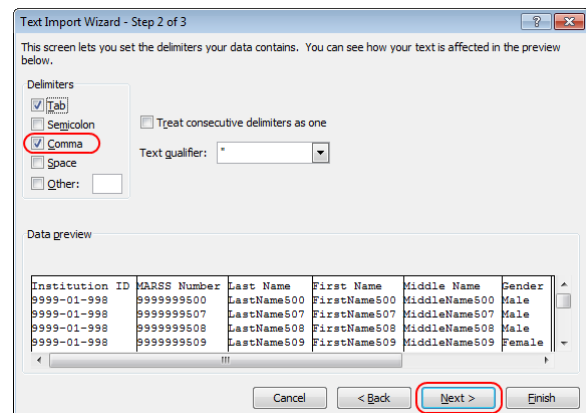 Text Import Wizard - Step 2 of 3
This screen lets you set the delimiters your data contains. You can see how your text is affected in the preview
below.
Delimiters
Tab
Semicolon
Comma
Space
Other:
Treat consecutive delimiters as one
Text qualifier: "
Data preview
Institution ID MARSS Number Last Name First Name Middle Name Gender
9999-01-998 9999999500 LastName500 FirstName500 MiddleName500 Male
9999-01-998 9999999507 LastName507 FirstName507 MiddleName507 Male
9999-01-998 9999999508 LastName508 FirstName508 MiddleName508 Male
9999-01-998 9999999509 LastName509 FirstName509 MiddleName509 Female
Cancel < Back Next > Finish